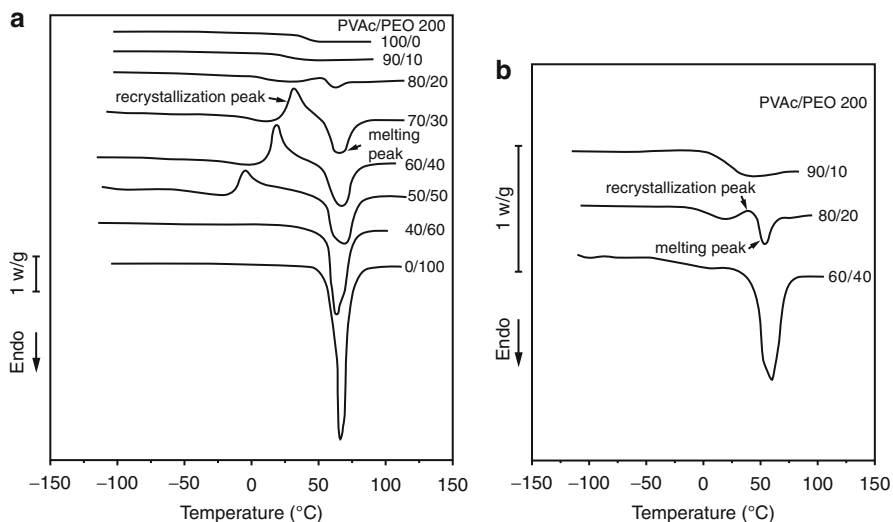 a
PVAc/PEO 200
100/0
90/10
80/20
recrystallization peak
70/30
melting
peak
60/40
50/50
40/60
0/100
1 w/g
Endo
−150 −100 −50 0 50 100 150
Temperature (°C)
b
PVAc/PEO 200
90/10
recrystallization peak
80/20
melting peak
60/40
1 w/g
Endo
−150 −100 −50 0 50 100 150
Temperature (°C)